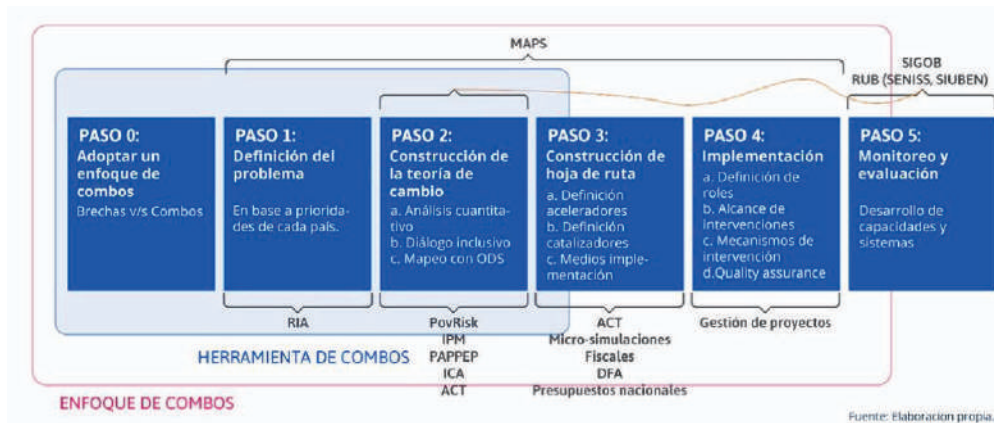 MAPS
SIGOB
RUB (SENISS, SIUBEN)
PASO 0:
Adoptar un
enfoque de
combos
Brechas v/s Combos
PASO 1:
Definición del
problema
En base a priorida-
des de cada país.
PASO 2:
Construcción de
la teoría de
cambio
a. Análisis cuantita-
tivo
b. Diálogo inclusivo
c. Mapeo con ODS
PASO 3:
Construcción de
hoja de ruta
a. Definición
aceleradores
b. Definición
catalizadores
c. Medios imple-
mentación
PASO 4:
Implementación
a. Definición de
roles
b. Alcance de
intervenciones
c. Mecanismos de
intervención
d.Quality assurance
PASO 5:
Monitoreo y
evaluación
Desarrollo de
capacidades y
sistemas
RIA
PovRisk
IPM
PAPPEP
ICA
ACT
ACT
Micro-simulaciones
Fiscales
DFA
Presupuestos nacionales
Gestión de proyectos
HERRAMIENTA DE COMBOS
ENFOQUE DE COMBOS
Fuente: Elaboracion propia.